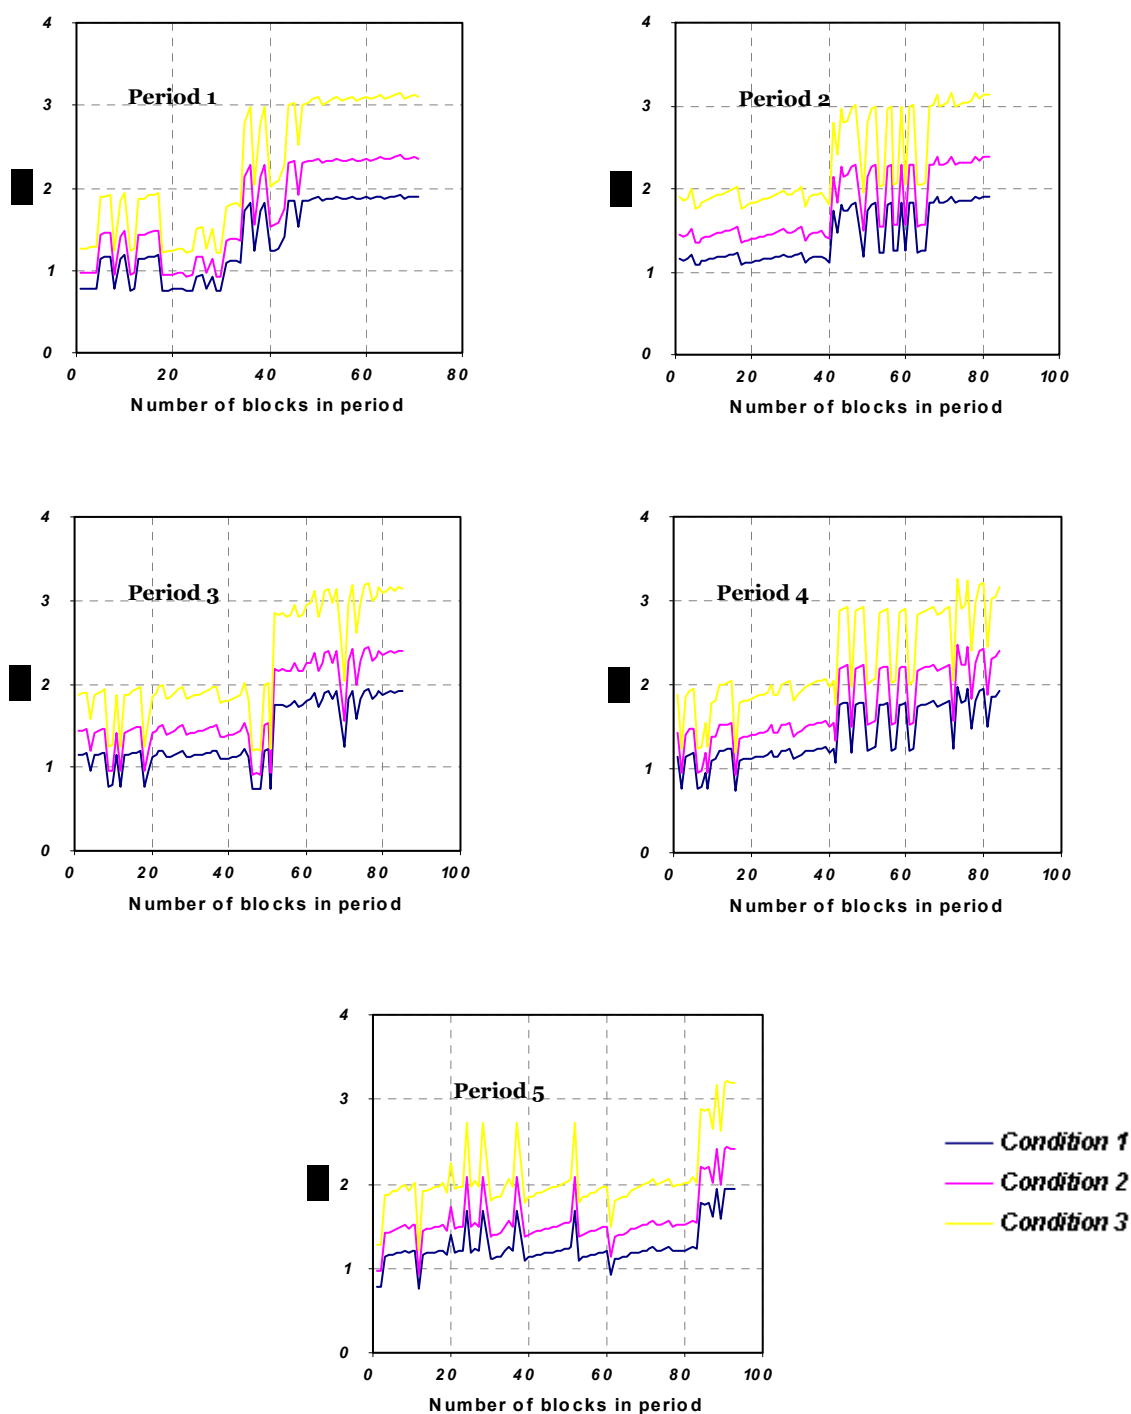 4
4
Period 1
Period 2
3
3
2
2
1
1
0
0
0 20 40 60 80
0 20 40 60 80 100
Number of blocks in period
Number of blocks in period
4
4
Period 3
Period 4
3
3
2
2
1
1
0
0
0 20 40 60 80 100
0 20 40 60 80 100
Number of blocks in period
Number of blocks in period
4
Period 5
3
2
1
0
0 20 40 60 80 100
Number of blocks in period
Condition 1
Condition 2
Condition 3